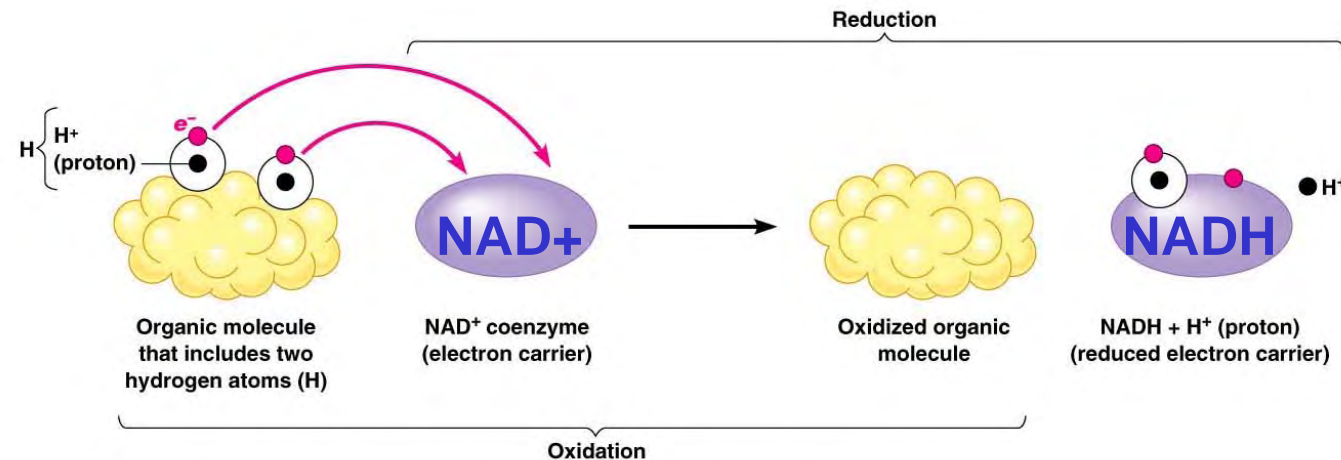 Reduction
e⁻
H
H⁺
(proton)
NAD+
NADH
H⁺
Organic molecule
that includes two
hydrogen atoms (H)
NAD⁺ coenzyme
(electron carrier)
Oxidized organic
molecule
NADH + H⁺ (proton)
(reduced electron carrier)
Oxidation